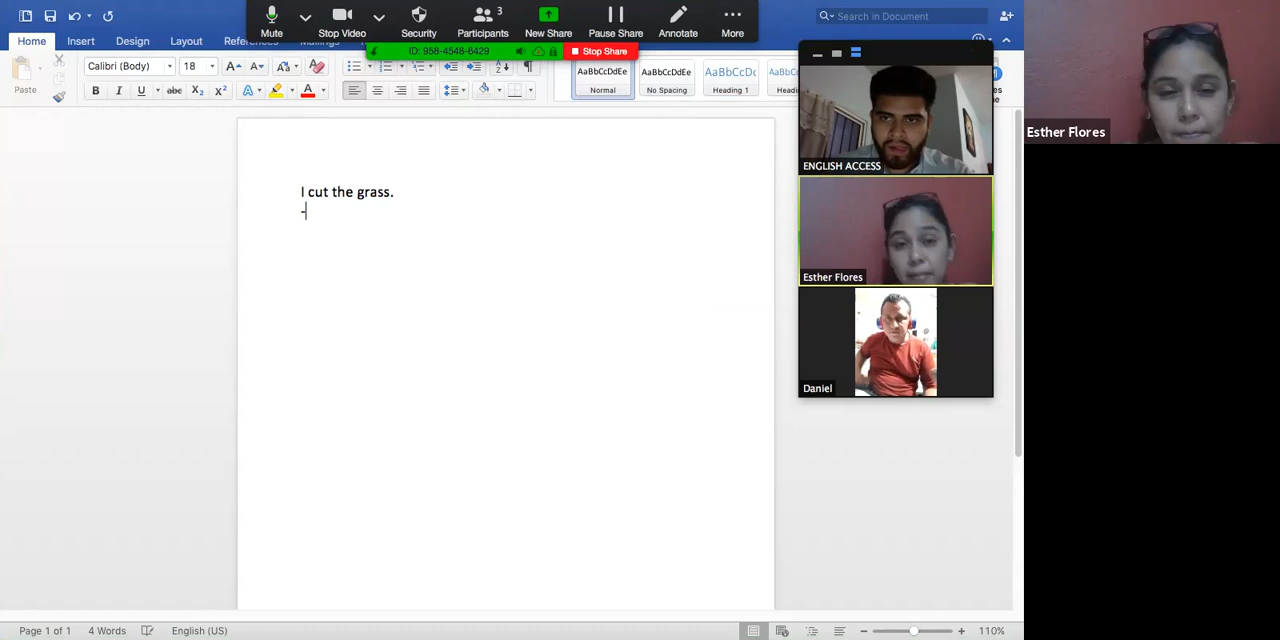 Search in Document
Mute
Stop Video
Security
Participants
3
New Share
Pause Share
Annotate
More
ID: 958-4548-6429
Stop Share
Home
Insert
Design
Layout
Mailings
Paste
Calibri (Body)
18
AaBbCcDdEe
Normal
AaBbCcDdEe
No Spacing
AaBbCcDc
Heading 1
I cut the grass.
-
ENGLISH ACCESS
Esther Flores
Daniel
Esther Flores
Page 1 of 1
4 Words
English (US)
110%